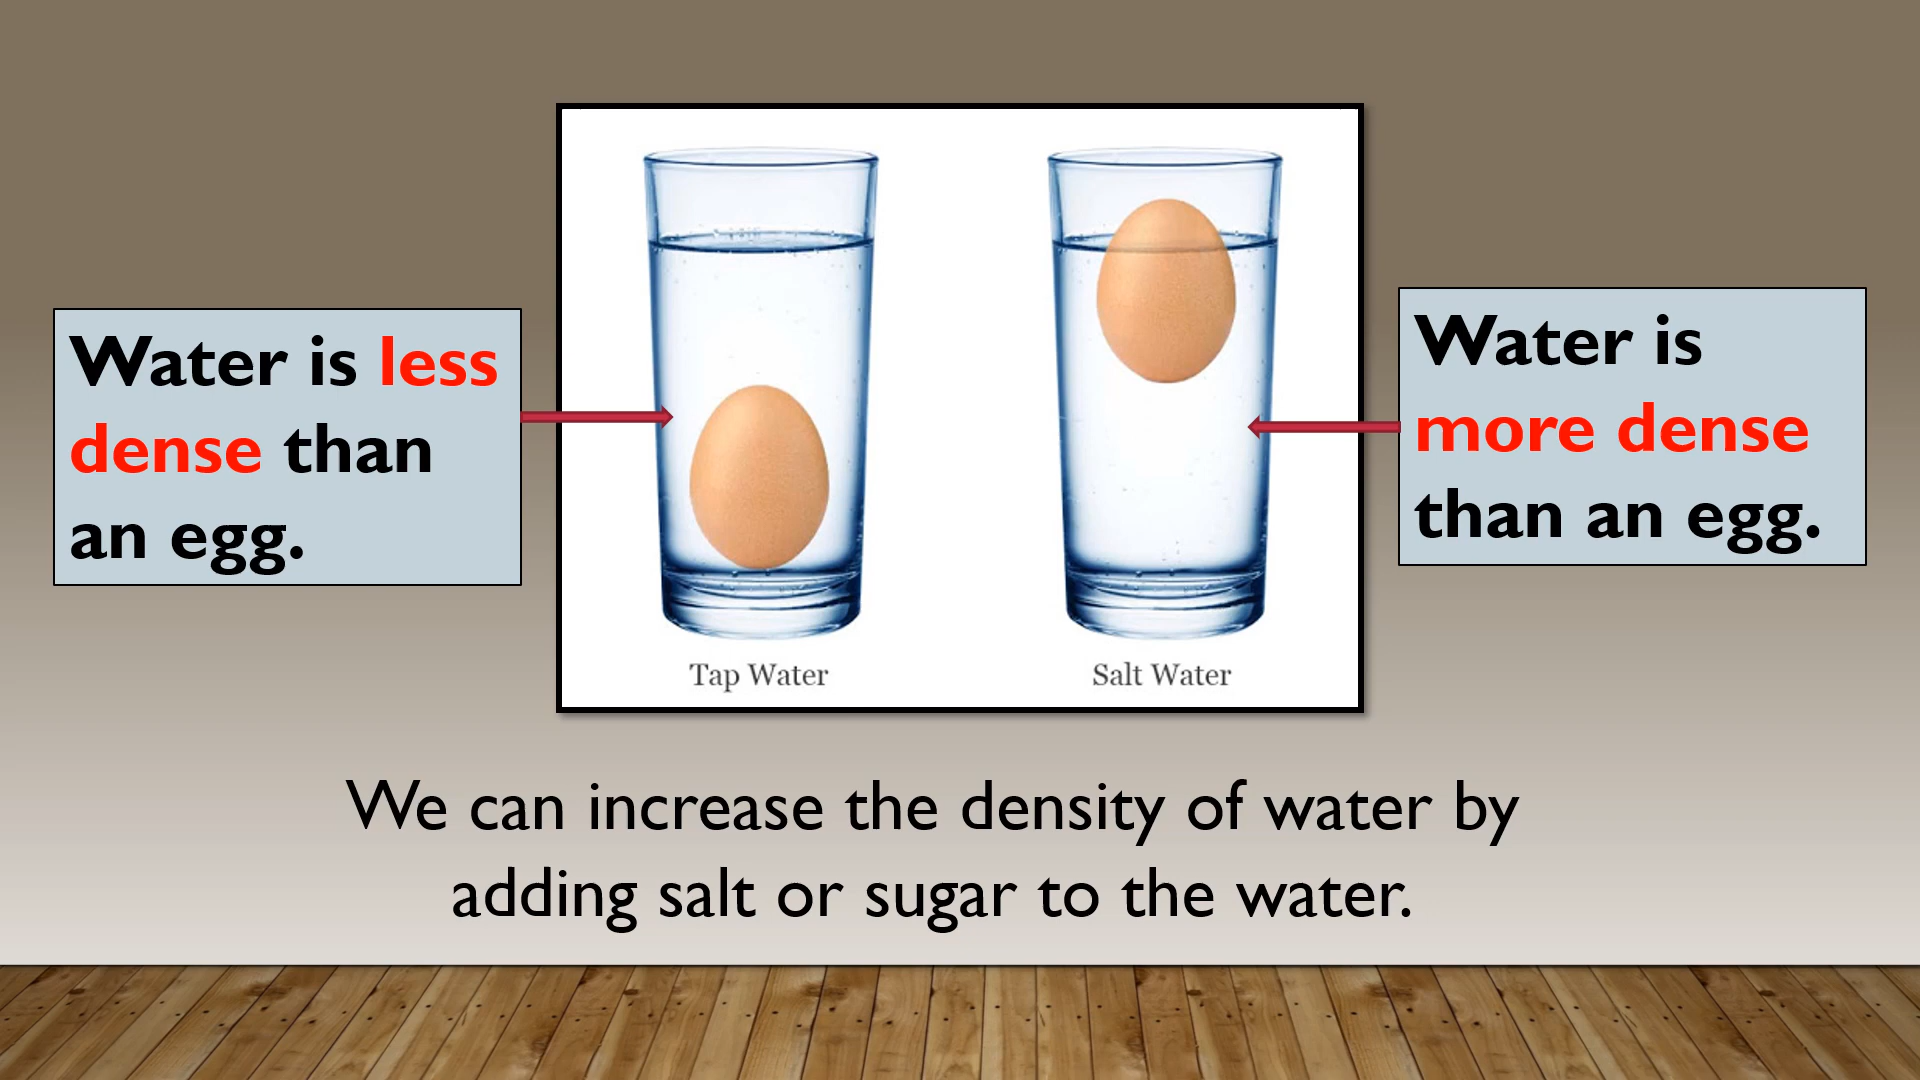 Water is less
dense than
an egg.
Water is
more dense
than an egg.
Tap Water
Salt Water
We can increase the density of water by
adding salt or sugar to the water.